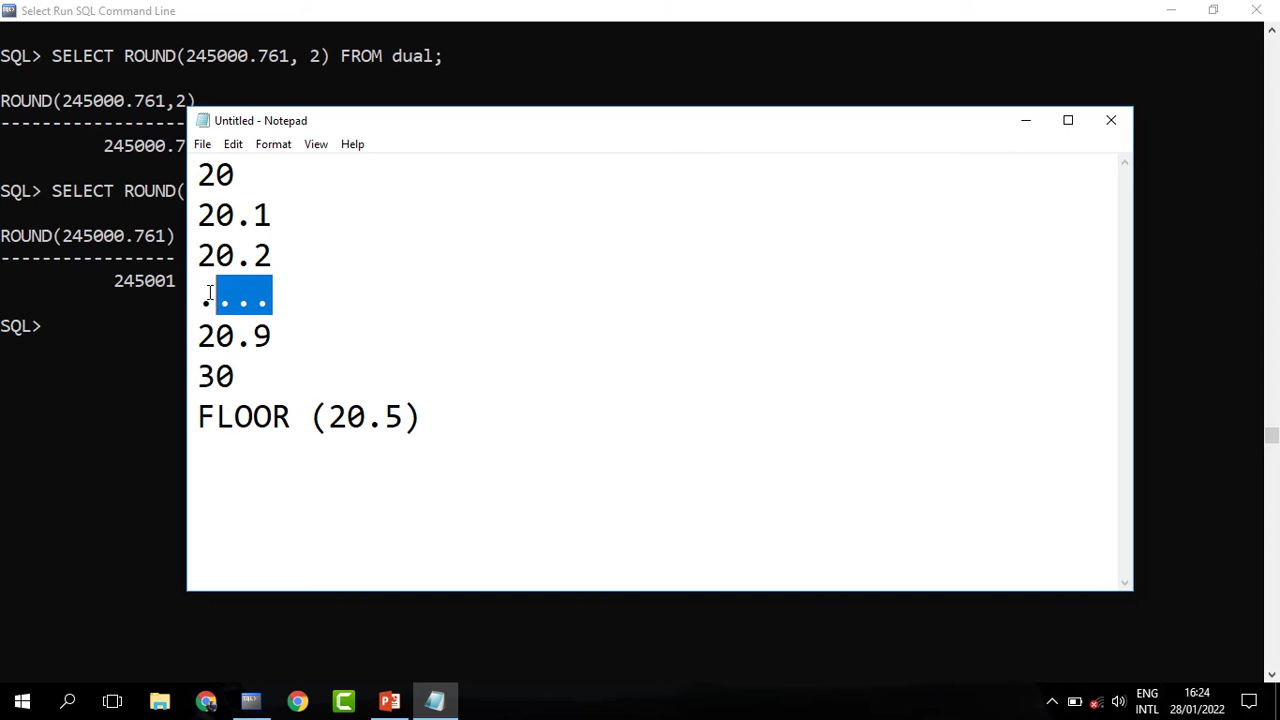 Select Run SQL Command Line
SQL> SELECT ROUND(245000.761, 2) FROM dual;
ROUND(245000.761,2)
-------------------
245000.7
SQL> SELECT ROUND(
ROUND(245000.761)
-----------------
245001
SQL>
Untitled - Notepad
File Edit Format View Help
20
20.1
20.2
....
20.9
30
FLOOR (20.5)
ENG
INTL
16:24
28/01/2022